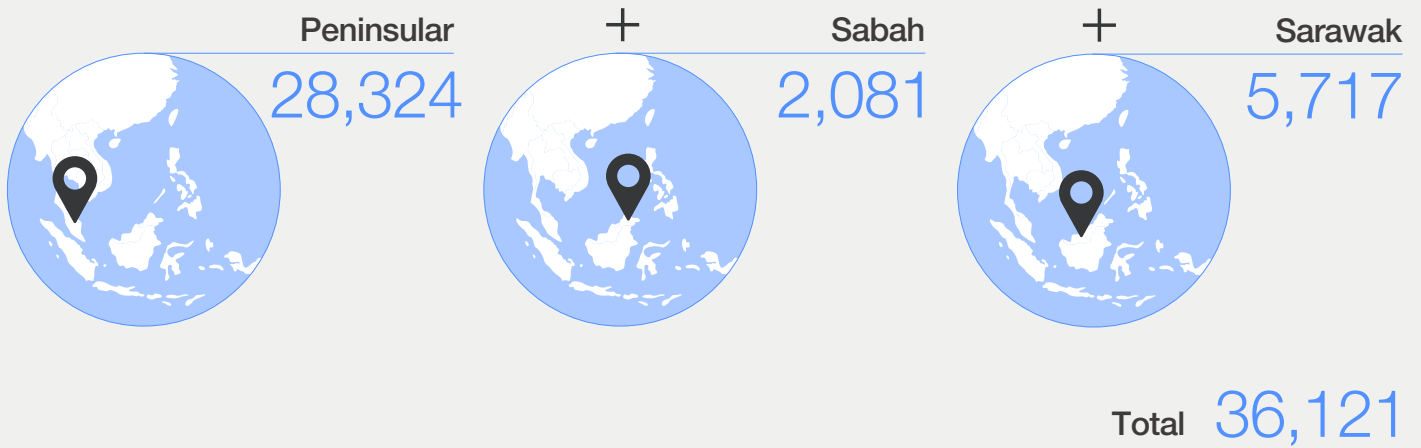 Peninsular
28,324
+
Sabah
2,081
+
Sarawak
5,717
Total 36,121